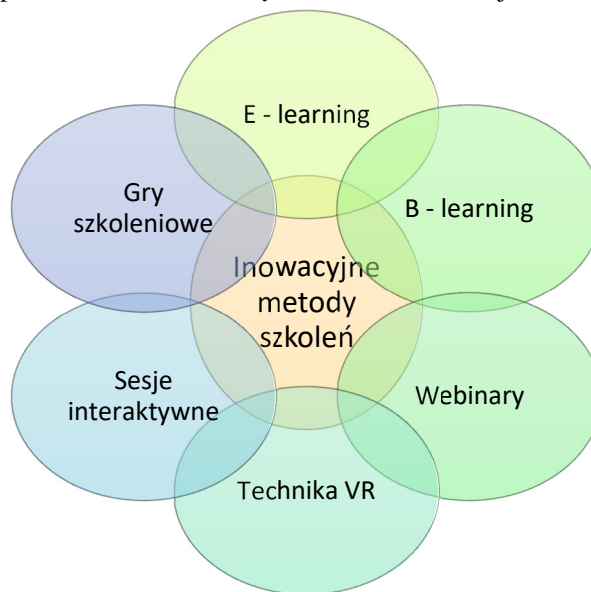 E - learning
B - learning
Webinary
Technika VR
Sesje
interaktywne
Gry
szkoleniowe
Inowacyjne
metody
szkoleń